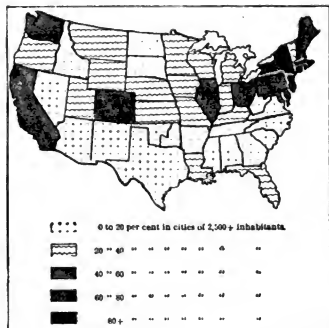 0 to 20 per cent in cities of 2,500+ inhabitants.
20 " 40 " " " " " " "
40 " 60 " " " " " " "
60 " 80 " " " " " " "
80+ " " " " " " "